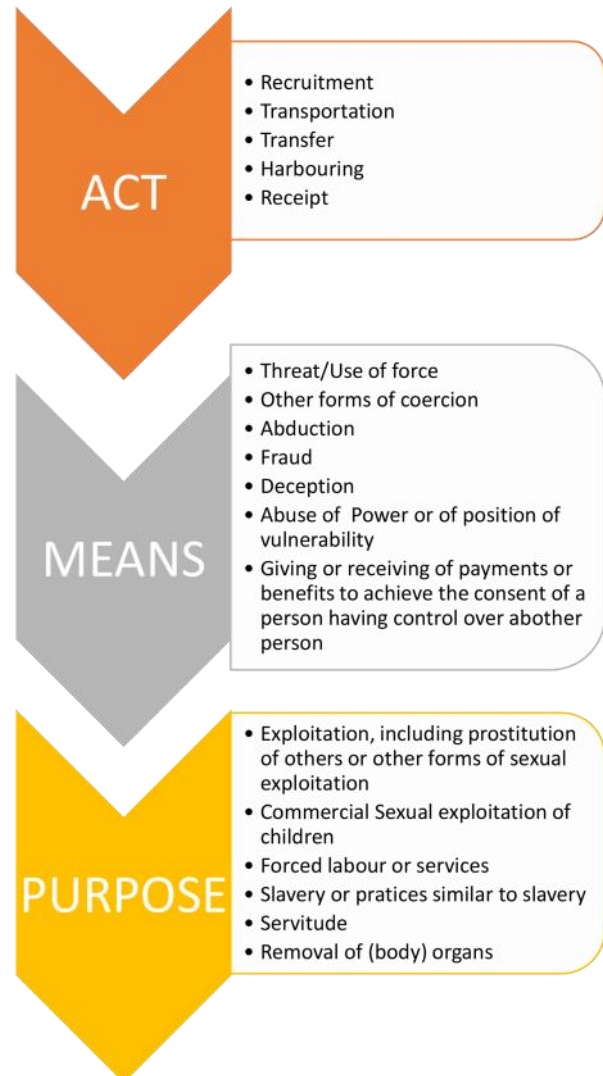 ACT
• Recruitment
• Transportation
• Transfer
• Harbouring
• Receipt
MEANS
• Threat/Use of force
• Other forms of coercion
• Abduction
• Fraud
• Deception
• Abuse of Power or of position of
vulnerability
• Giving or receiving of payments or
benefits to achieve the consent of a
person having control over abother
person
PURPOSE
• Exploitation, including prostitution
of others or other forms of sexual
exploitation
• Commercial Sexual exploitation of
children
• Forced labour or services
• Slavery or pratices similar to slavery
• Servitude
• Removal of (body) organs